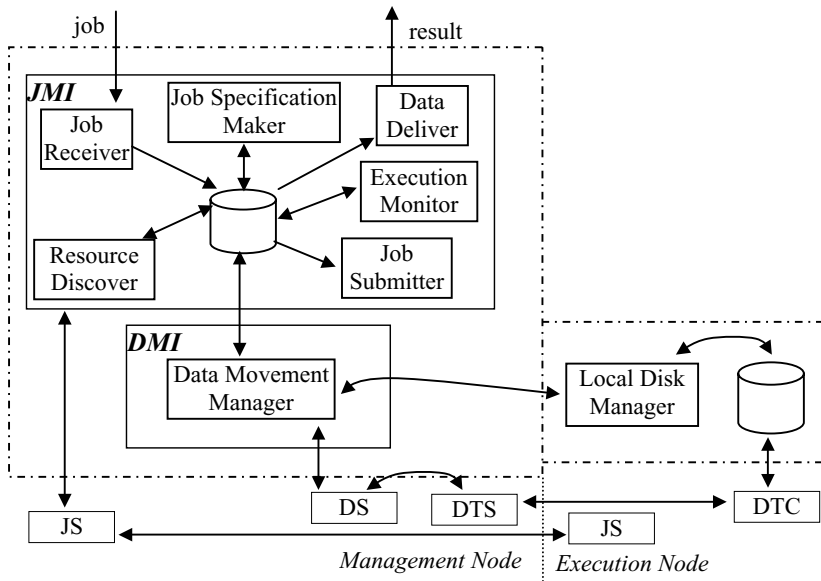 job
result
JMI
Job Specification
Maker
Data
Deliver
Job
Receiver
Execution
Monitor
Resource
Discover
Job
Submitter
DMI
Data Movement
Manager
Local Disk
Manager
DS
DTS
DTC
JS
JS
Management Node
Execution Node